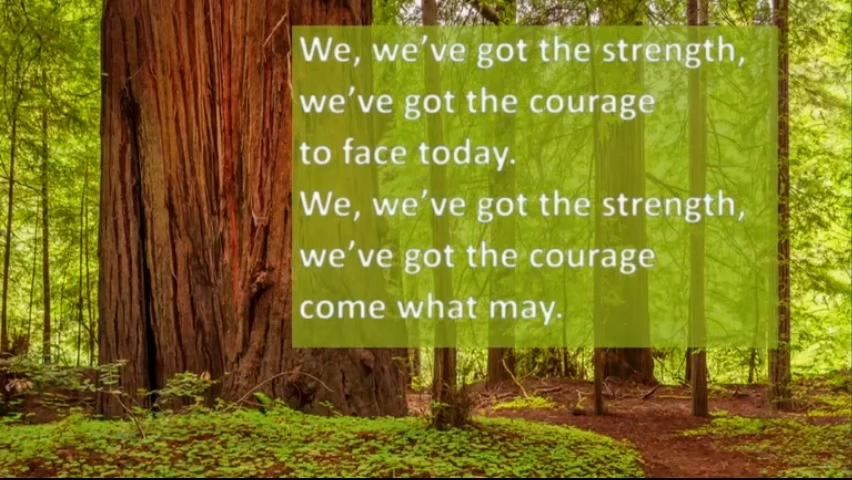 We, we've got the strength,
we've got the courage
to face today.
We, we've got the strength,
we've got the courage
come what may.